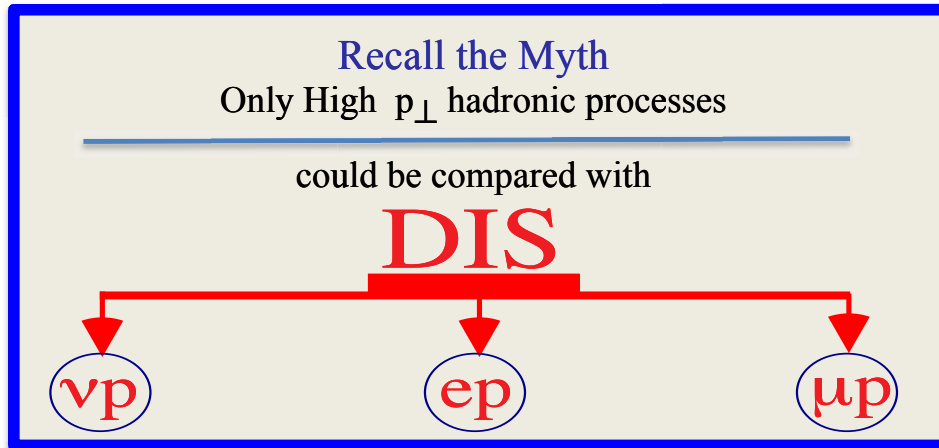 Recall the Myth
Only High p⊥ hadronic processes
could be compared with
DIS
νp ep μp